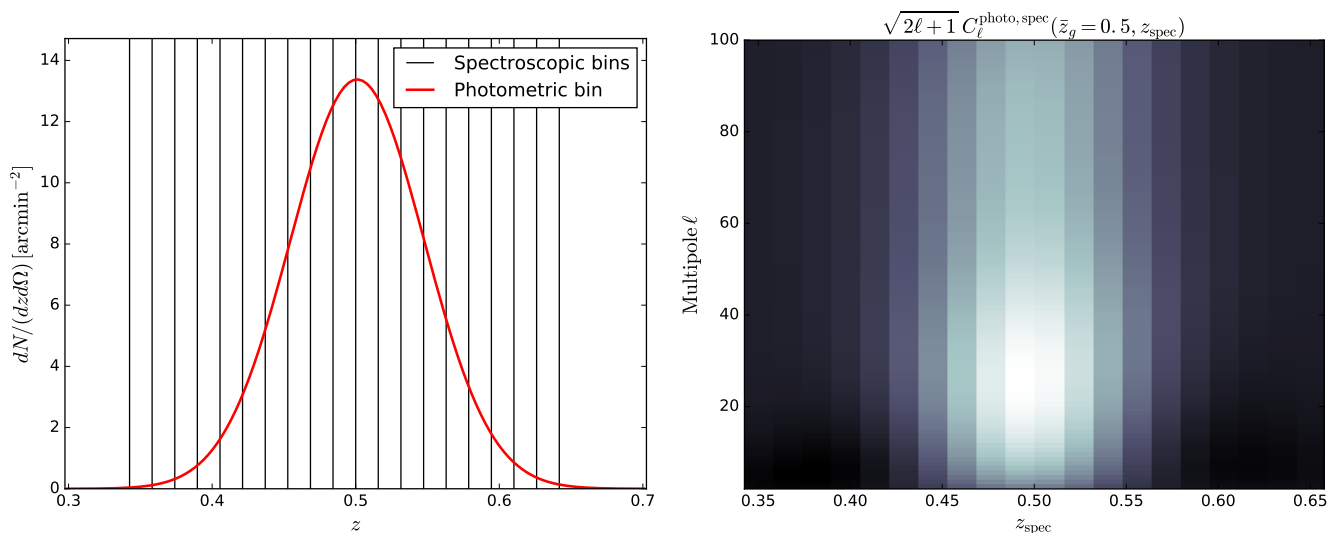 14
12
10
8
6
4
2
0
dN/(dzdΩ) [arcmin⁻²]
Spectroscopic bins
Photometric bin
0.3 0.4 0.5 0.6 0.7
z
√(2ℓ+1) C_ℓ^{photo, spec}(z̄_g = 0.5, z_spec)
100
80
60
40
20
Multipole ℓ
0.35 0.40 0.45 0.50 0.55 0.60 0.65
z_spec